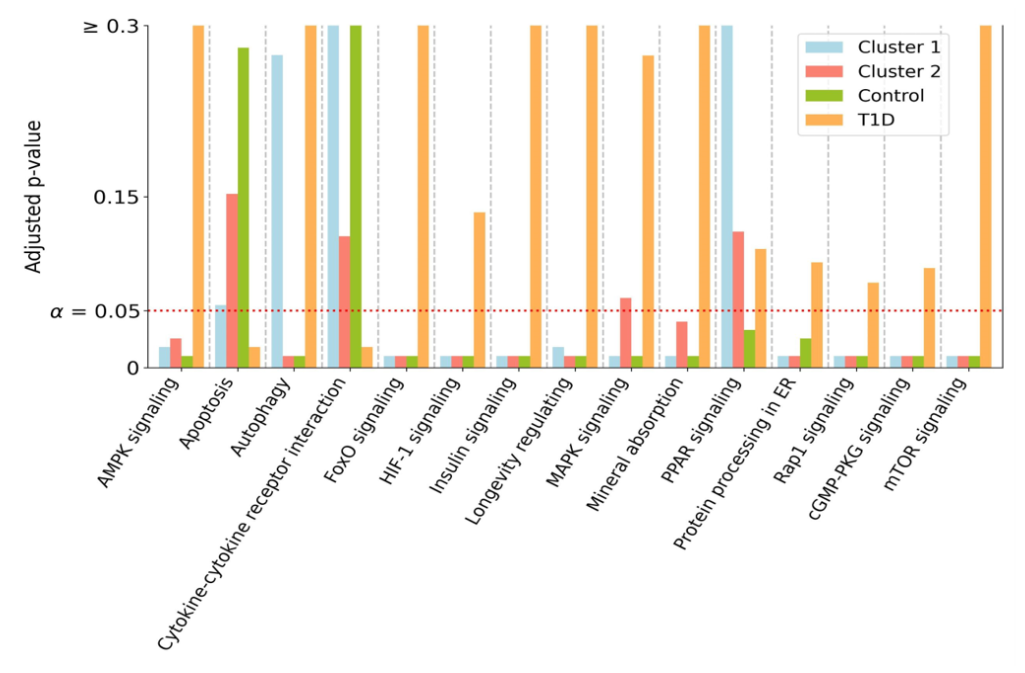 ≥ 0.3
0.15
α = 0.05
0
Adjusted p-value
Cluster 1
Cluster 2
Control
T1D
AMPK signaling
Apoptosis
Autophagy
Cytokine-cytokine receptor interaction
FoxO signaling
HIF-1 signaling
Insulin signaling
Longevity regulating
MAPK signaling
Mineral absorption
PPAR signaling
Protein processing in ER
Rap1 signaling
cGMP-PKG signaling
mTOR signaling